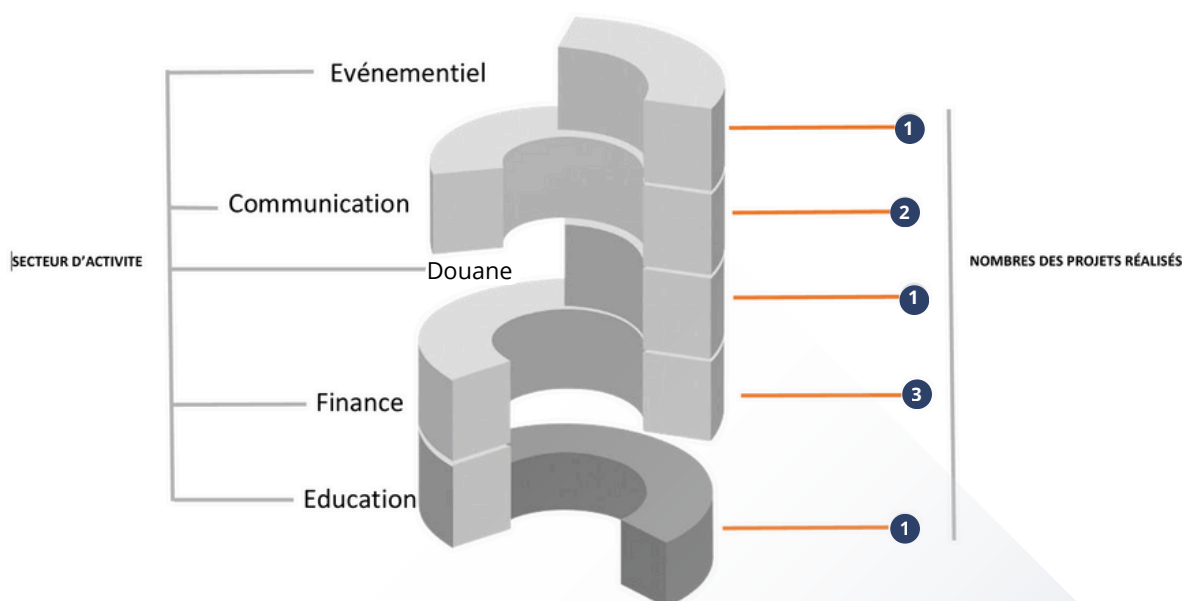 Evénementiel
1
Communication
2
SECTEUR D'ACTIVITE
Douane
NOMBRES DES PROJETS RÉALISÉS
1
Finance
3
Education
1